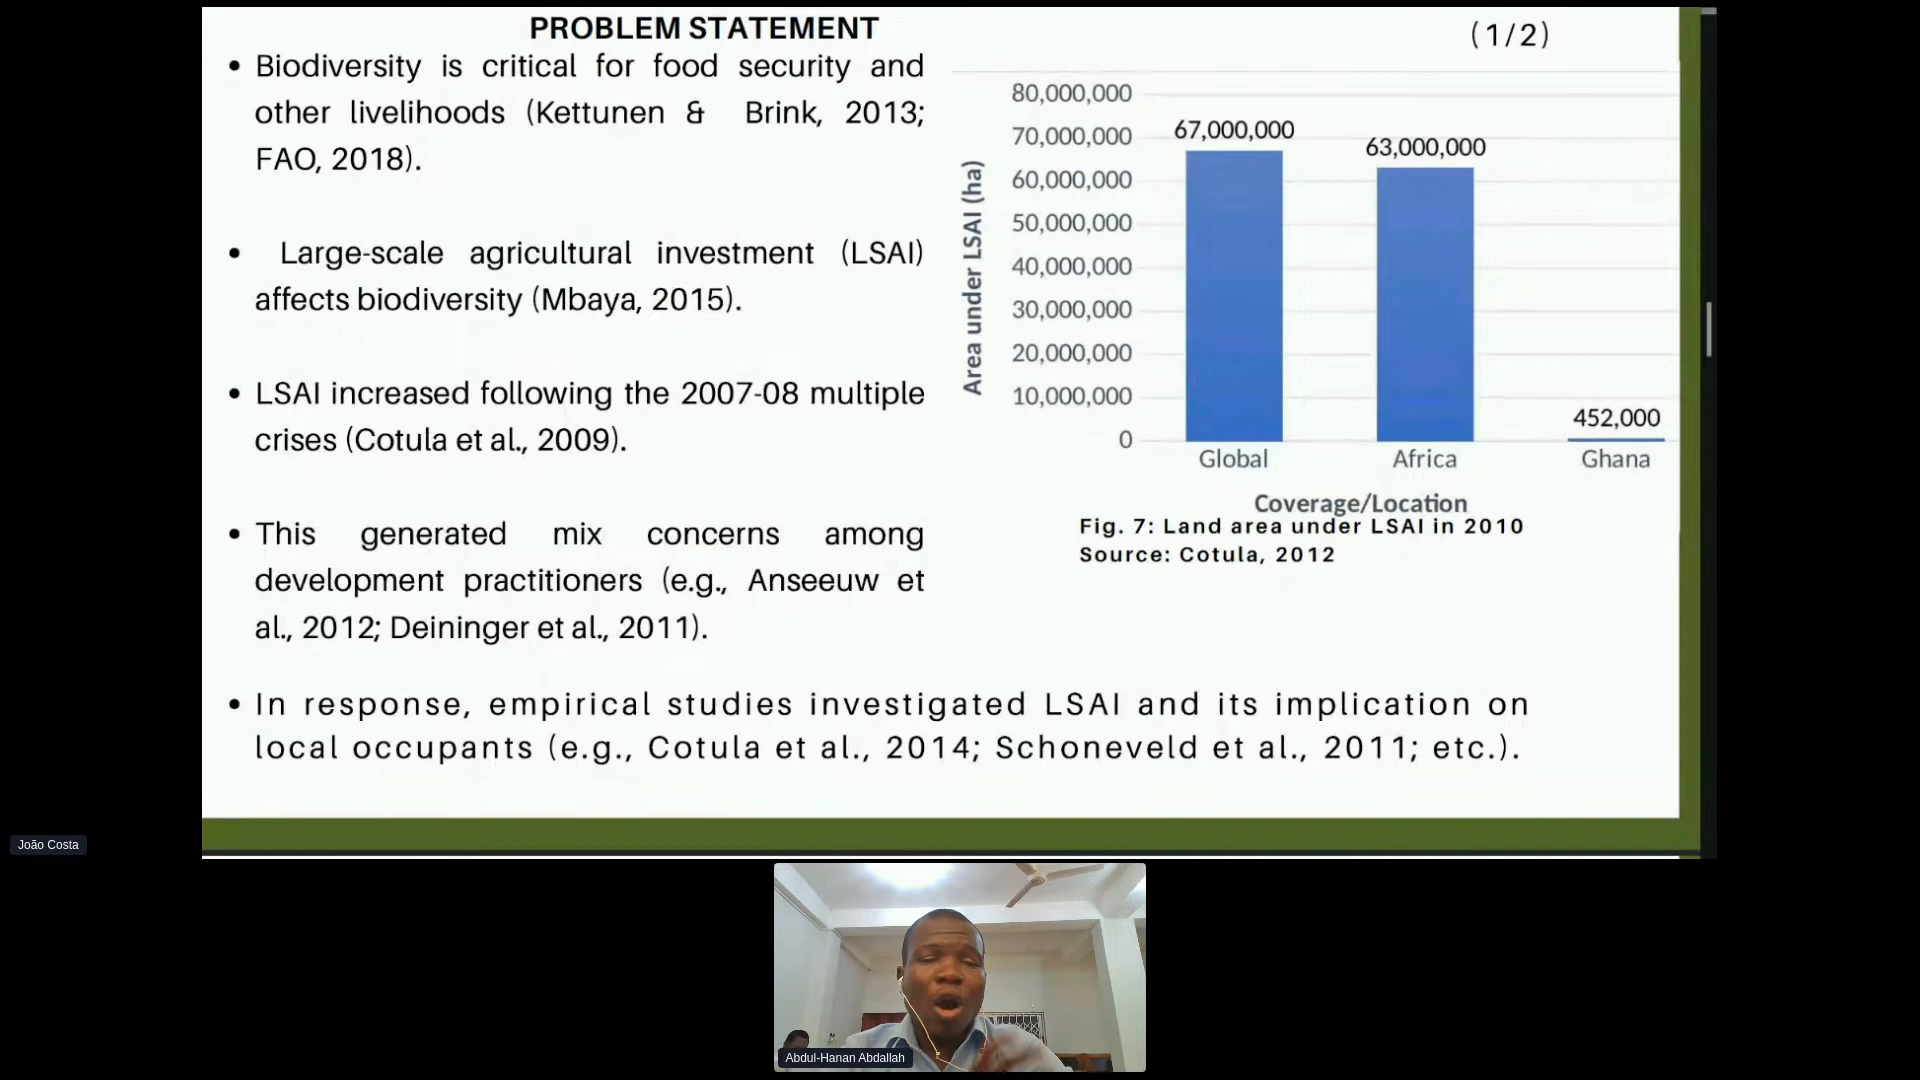 PROBLEM STATEMENT
(1/2)
• Biodiversity is critical for food security and
other livelihoods (Kettunen & Brink, 2013;
FAO, 2018).
• Large-scale agricultural investment (LSAI)
affects biodiversity (Mbaya, 2015).
• LSAI increased following the 2007-08 multiple
crises (Cotula et al., 2009).
• This generated mix concerns among
development practitioners (e.g., Anseeuw et
al., 2012; Deininger et al., 2011).
Area under LSAI (ha)
80,000,000
70,000,000
60,000,000
50,000,000
40,000,000
30,000,000
20,000,000
10,000,000
0
67,000,000
63,000,000
452,000
Global Africa Ghana
Coverage/Location
Fig. 7: Land area under LSAI in 2010
Source: Cotula, 2012
• In response, empirical studies investigated LSAI and its implication on
local occupants (e.g., Cotula et al., 2014; Schoneveld et al., 2011; etc.).
João Costa
Abdul-Hanan Abdallah